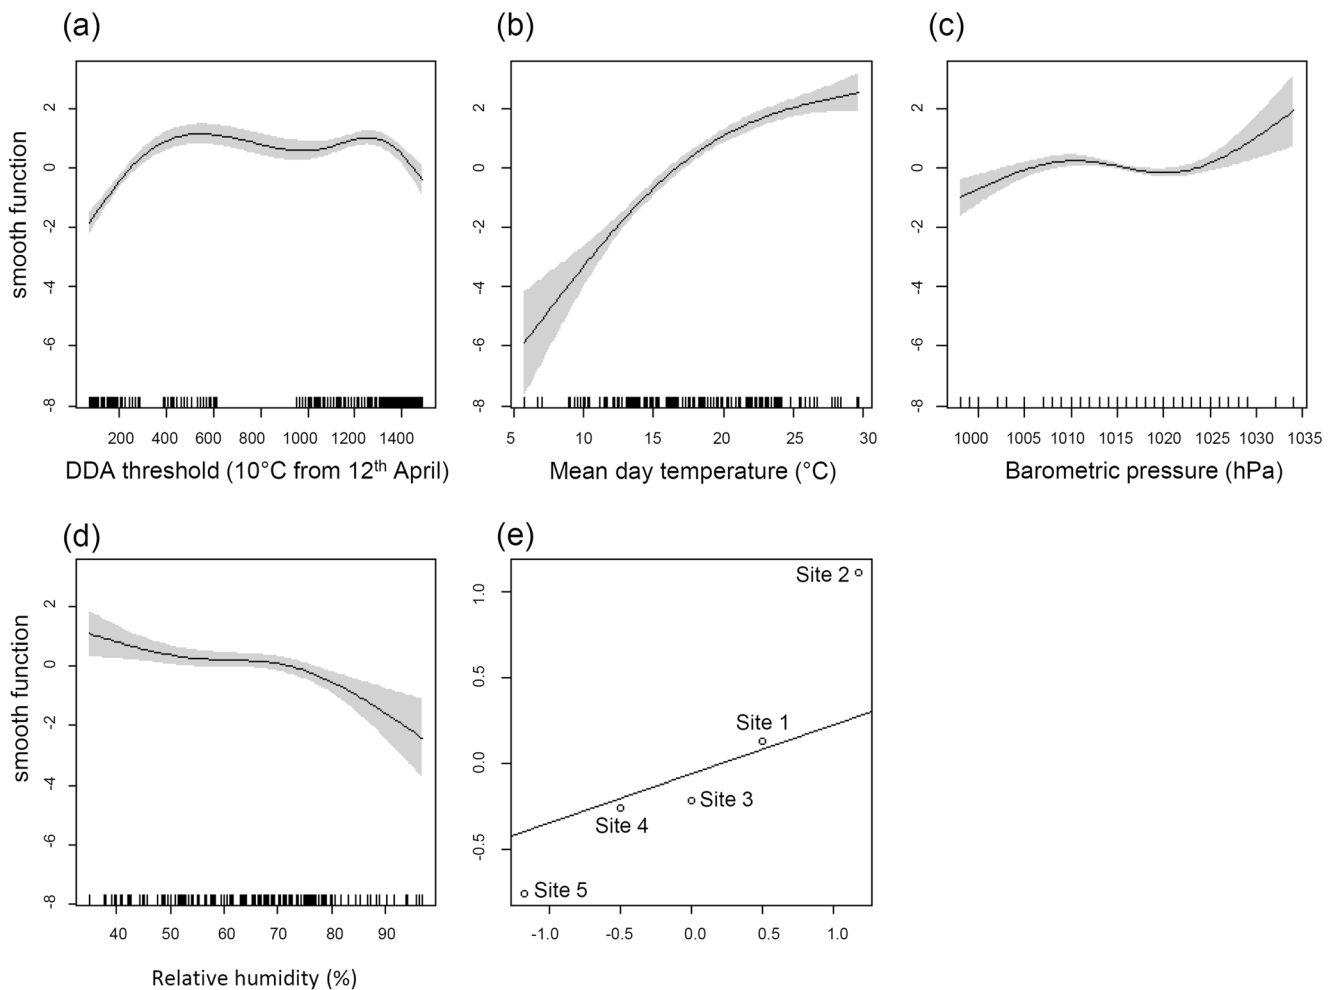 (a)
(b)
(c)
smooth function
2
0
-2
-4
-6
-8
200 400 600 800 1000 1200 1400
DDA threshold (10°C from 12th April)
2
0
-2
-4
-6
-8
5 10 15 20 25 30
Mean day temperature (°C)
2
0
-2
-4
-6
-8
1000 1005 1010 1015 1020 1025 1030 1035
Barometric pressure (hPa)
(d)
(e)
smooth function
2
0
-2
-4
-6
-8
40 50 60 70 80 90
Relative humidity (%)
1.0
0.5
0.0
-0.5
Site 2
Site 1
Site 3
Site 4
Site 5
-1.0 -0.5 0.0 0.5 1.0